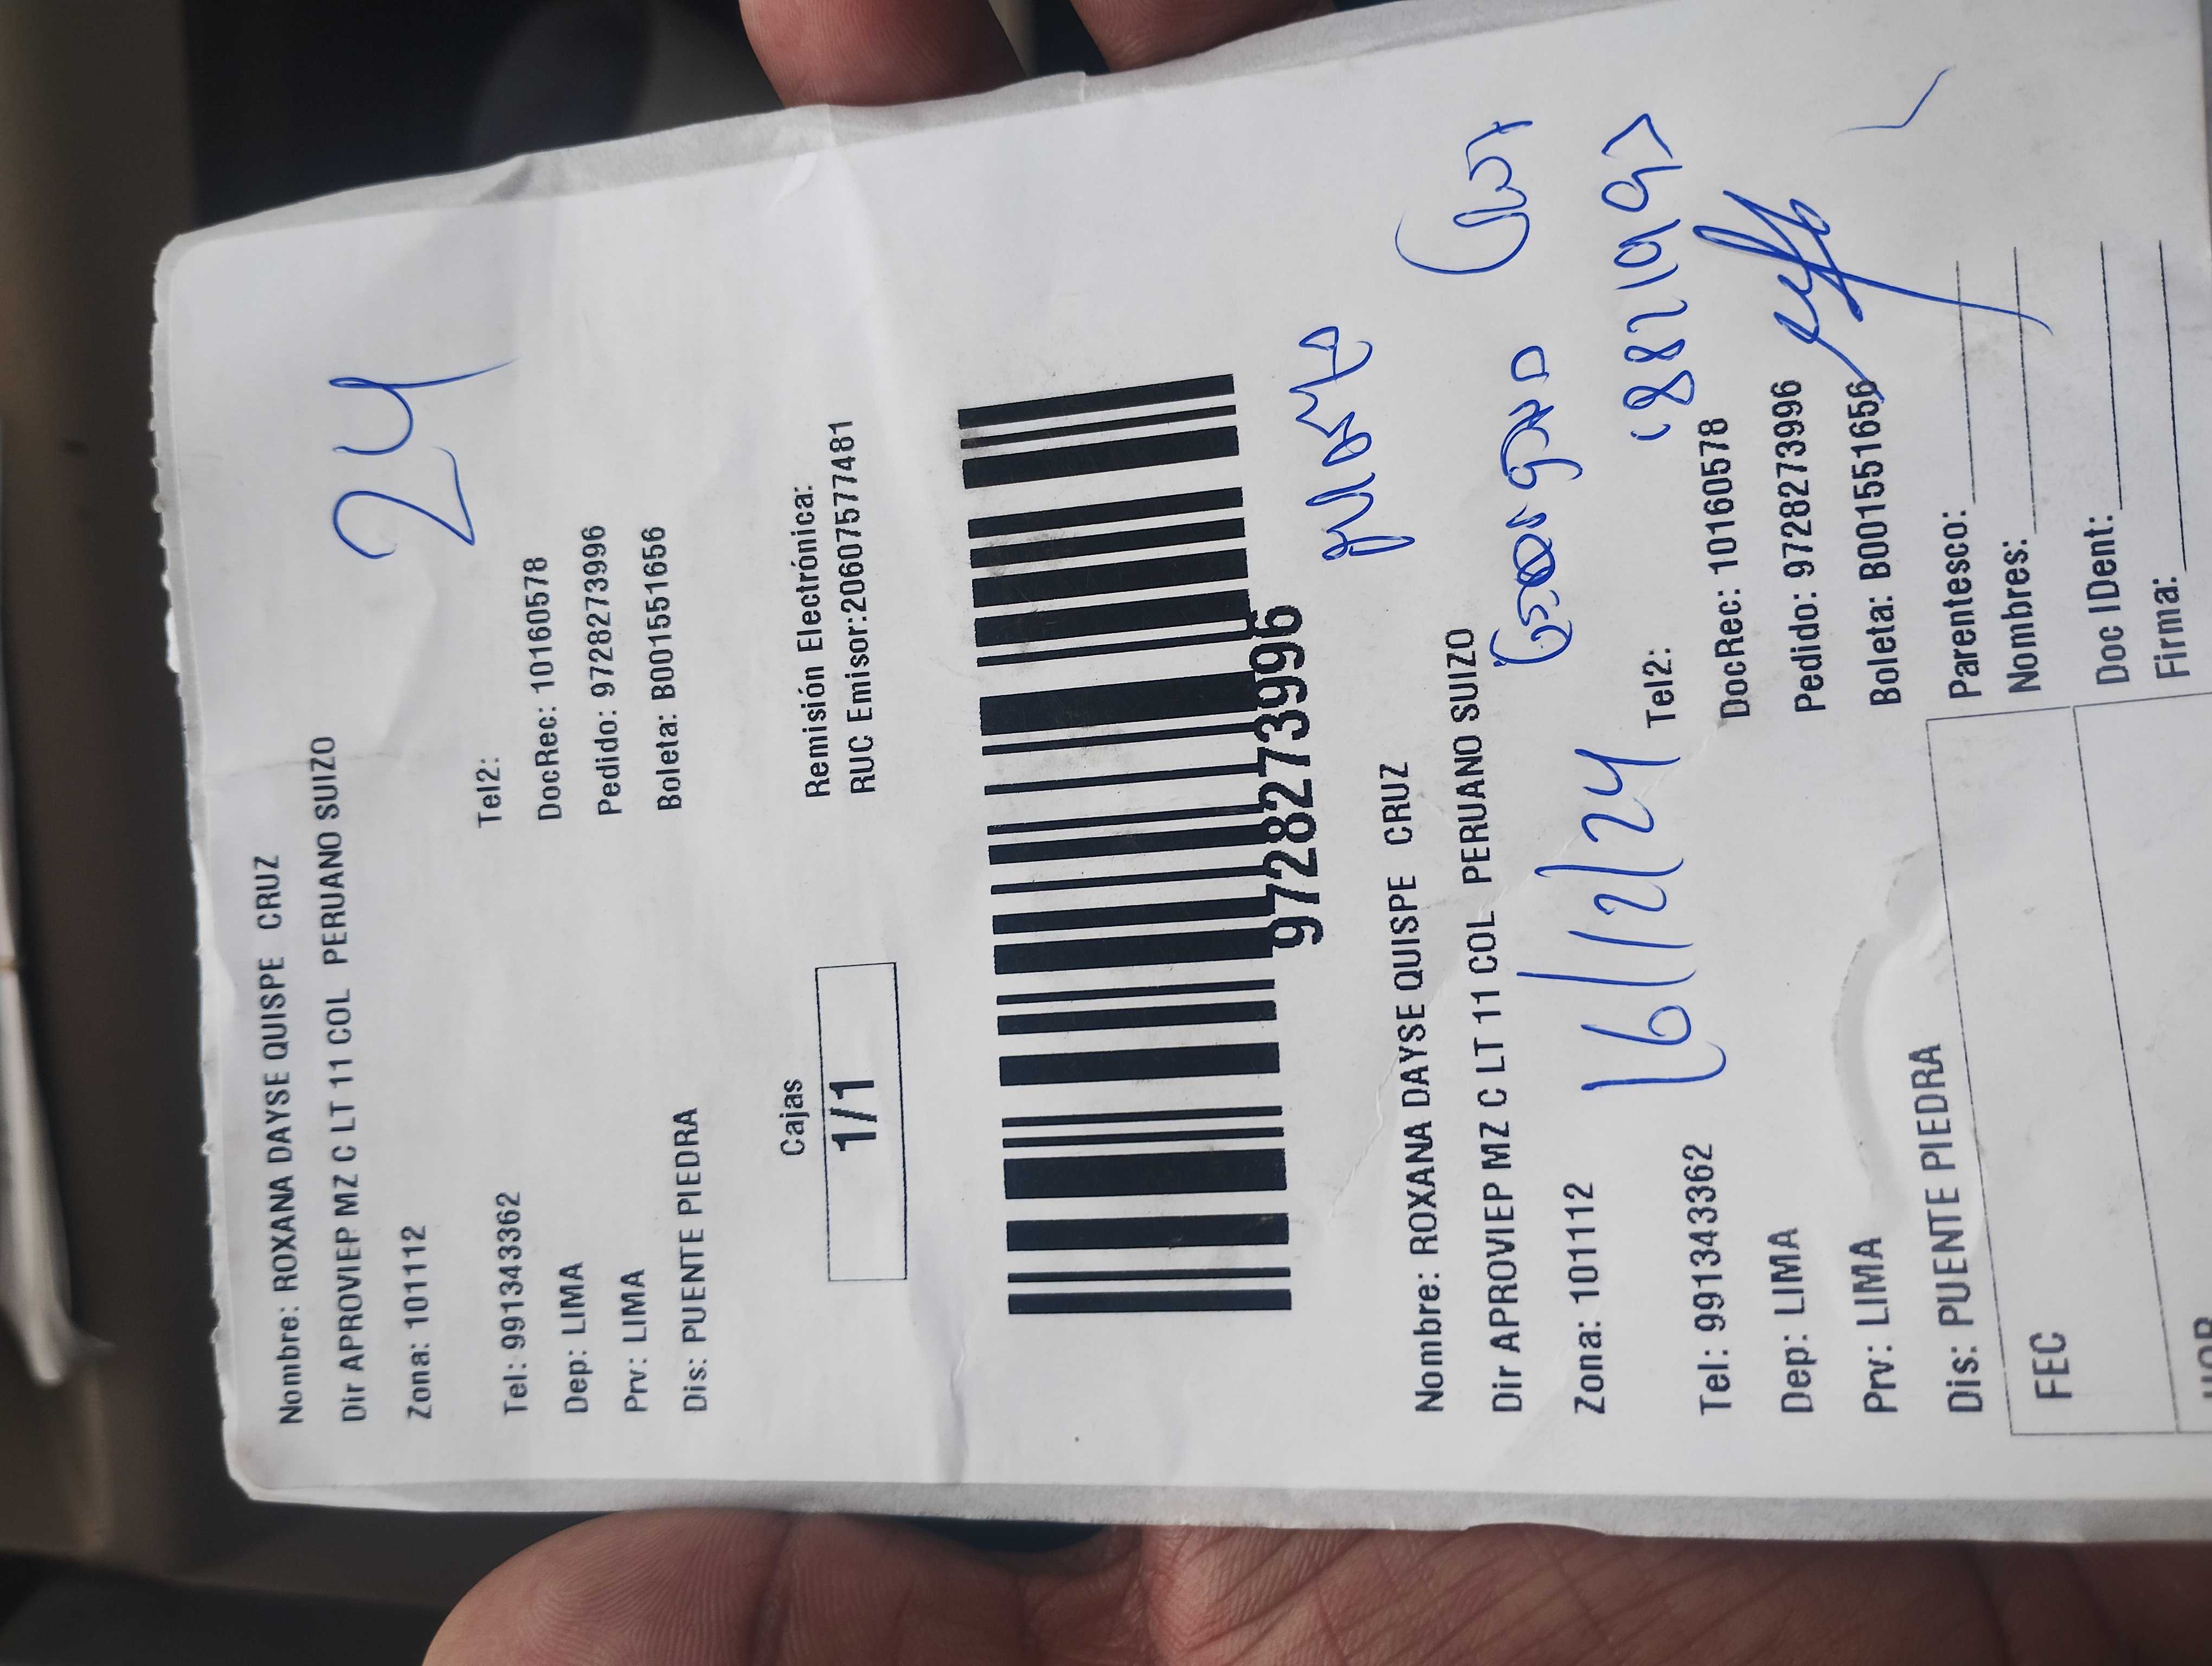 Nombre: ROXANA DAYSE QUISPE CRUZ
Dir APROVIEP MZ C LT 11 COL PERUANO SUIZO
24
Zona: 101112
Tel: 991343362 Tel2:
Dep: LIMA DocRec: 10160578
Prv: LIMA Pedido: 9728273996
Dis: PUENTE PIEDRA Boleta: B001551656
Cajas Remisión Electrónica:
1/1 RUC Emisor:20607577481
9728273996
Nombre: ROXANA DAYSE QUISPE CRUZ
Dir APROVIEP MZ C LT 11 COL PERUANO SUIZO
Zona: 101112
16/12/24
Tel: 991343362 Tel2:
Dep: LIMA DocRec: 10160578
Prv: LIMA Pedido: 9728273996
Dis: PUENTE PIEDRA Boleta: B001551656
FEC Parentesco:
Nombres:
Doc IDent:
Firma: